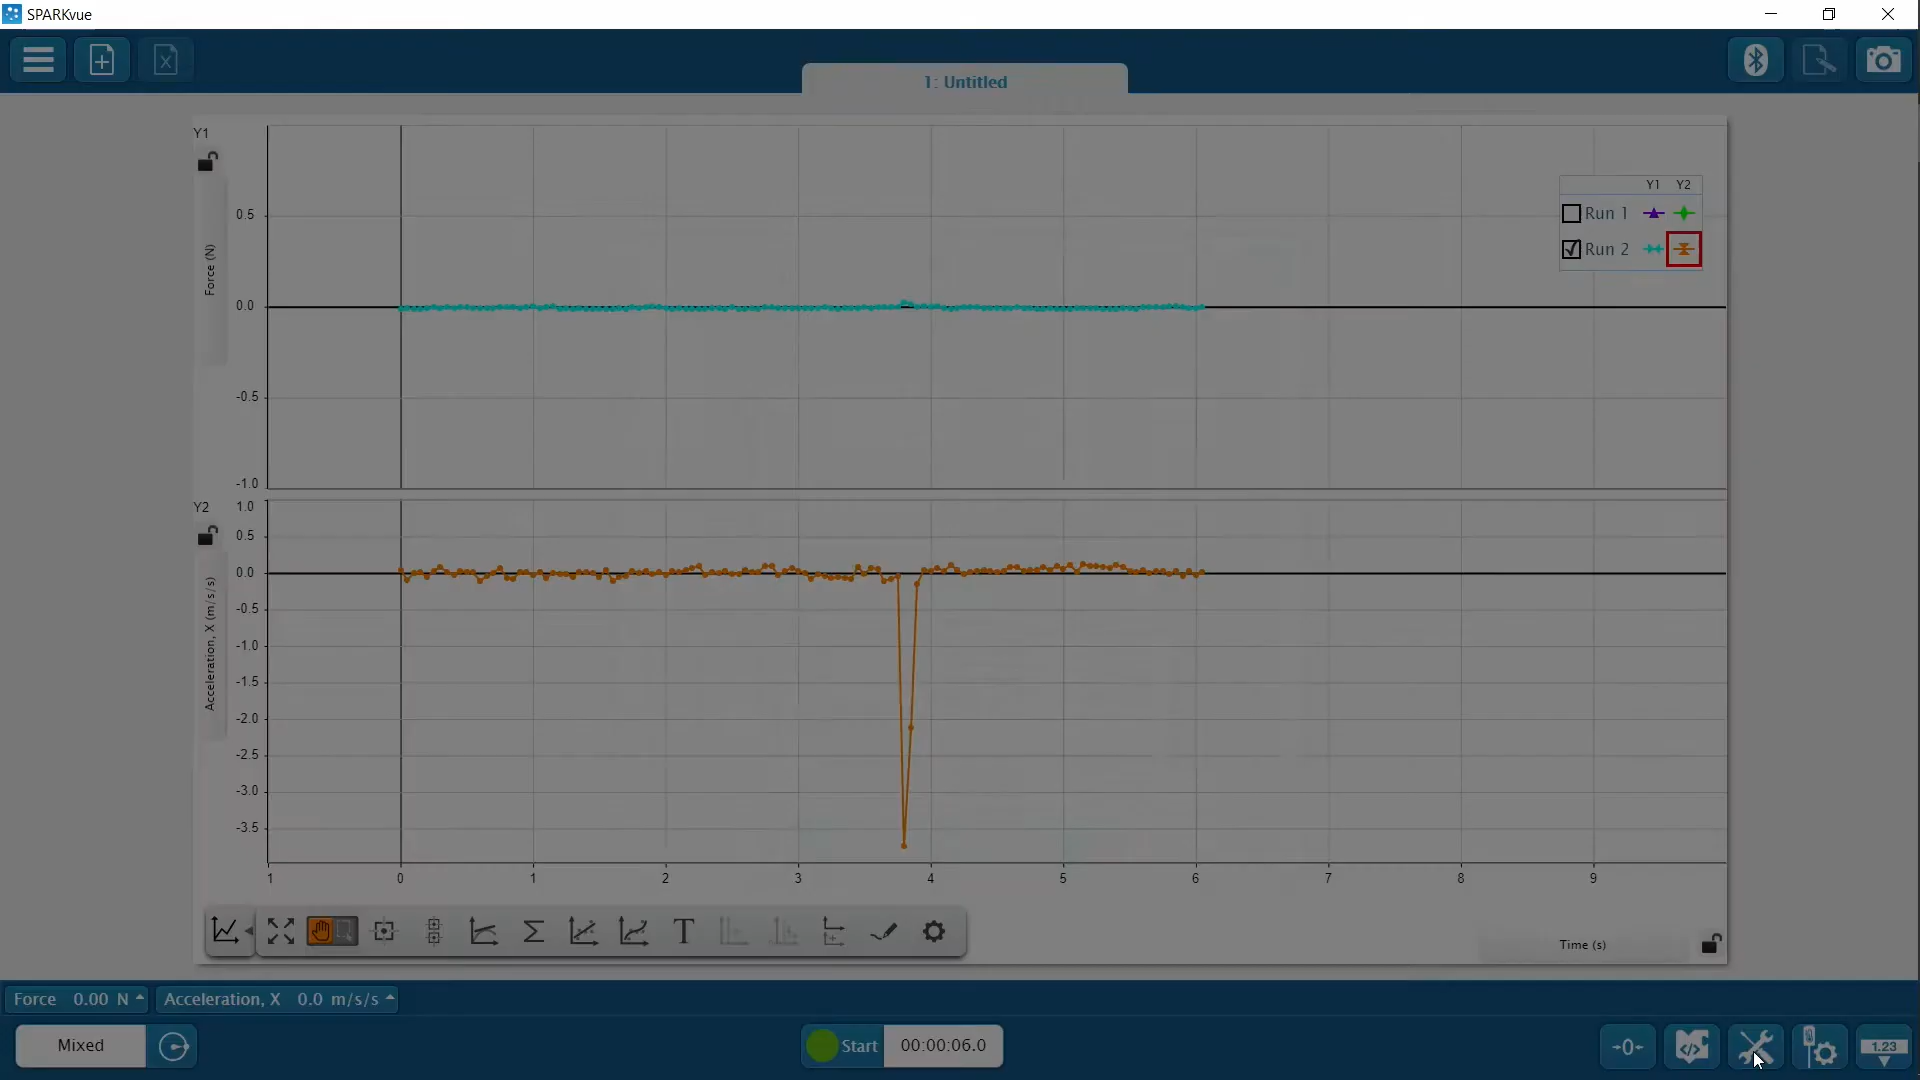 SPARKvue
1: Untitled
Y1
Force (N)
0.5
0.0
-0.5
-1.0
Y1 Y2
Run 1
Run 2
Y2
Acceleration, X (m/s/s)
1.0
0.5
0.0
-0.5
-1.0
-1.5
-2.0
-2.5
-3.0
-3.5
1 0 1 2 3 4 5 6 7 8 9
Σ T
Time (s)
Force 0.00 N
Acceleration, X 0.0 m/s/s
Mixed
Start
00:00:06.0
-0-
1.23